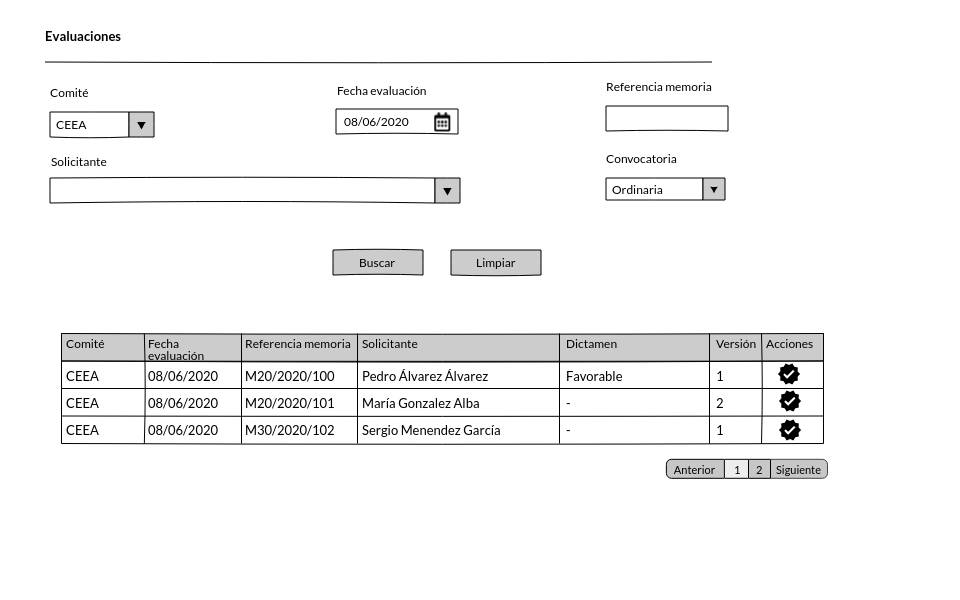 Evaluaciones
Comité
Fecha evaluación
Referencia memoria
CEEA
08/06/2020
Solicitante
Convocatoria
Ordinaria
Buscar
Limpiar
Comité
Fecha
evaluación
Referencia memoria
Solicitante
Dictamen
Versión
Acciones
CEEA 08/06/2020 M20/2020/100 Pedro Álvarez Álvarez Favorable 1
CEEA 08/06/2020 M20/2020/101 María Gonzalez Alba - 2
CEEA 08/06/2020 M30/2020/102 Sergio Menendez García - 1
Anterior 1 2 Siguiente